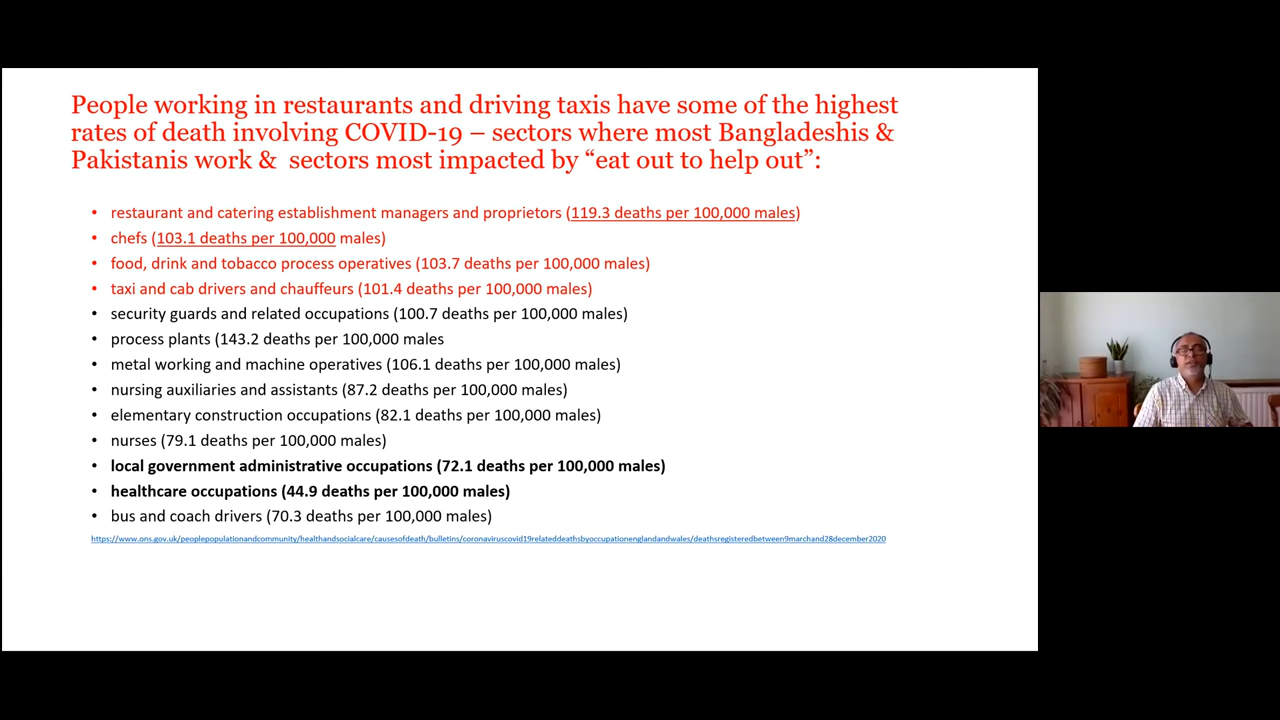 People working in restaurants and driving taxis have some of the highest
rates of death involving COVID-19 – sectors where most Bangladeshis &
Pakistanis work &  sectors most impacted by “eat out to help out”:
• restaurant and catering establishment managers and proprietors (119.3 deaths per 100,000 males)
• chefs (103.1 deaths per 100,000 males)
• food, drink and tobacco process operatives (103.7 deaths per 100,000 males)
• taxi and cab drivers and chauffeurs (101.4 deaths per 100,000 males)
• security guards and related occupations (100.7 deaths per 100,000 males)
• process plants (143.2 deaths per 100,000 males
• metal working and machine operatives (106.1 deaths per 100,000 males)
• nursing auxiliaries and assistants (87.2 deaths per 100,000 males)
• elementary construction occupations (82.1 deaths per 100,000 males)
• nurses (79.1 deaths per 100,000 males)
• local government administrative occupations (72.1 deaths per 100,000 males)
• healthcare occupations (44.9 deaths per 100,000 males)
• bus and coach drivers (70.3 deaths per 100,000 males)
https://www.ons.gov.uk/peoplepopulationandcommunity/healthandsocialcare/causesofdeath/bulletins/coronaviruscovid19relateddeathsbyoccupationenglandandwales/deathsregisteredbetween9marchand28december2020